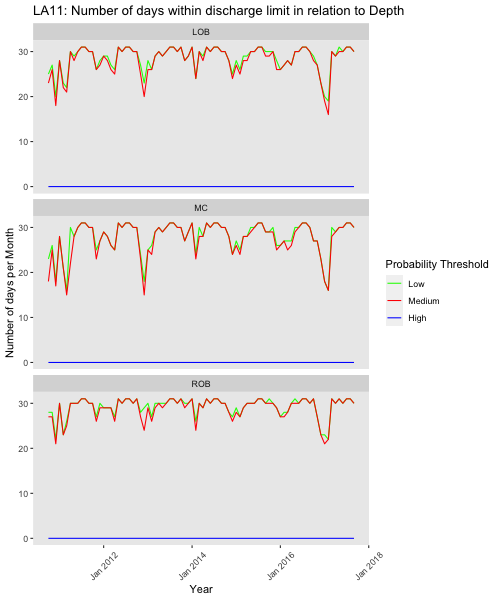 LA11: Number of days within discharge limit in relation to Depth
LOB
30
20
10
0
MC
30
20
10
0
ROB
30
20
10
0
Number of days per Month
Jan 2012
Jan 2014
Jan 2016
Jan 2018
Year
Probability Threshold
Low
Medium
High